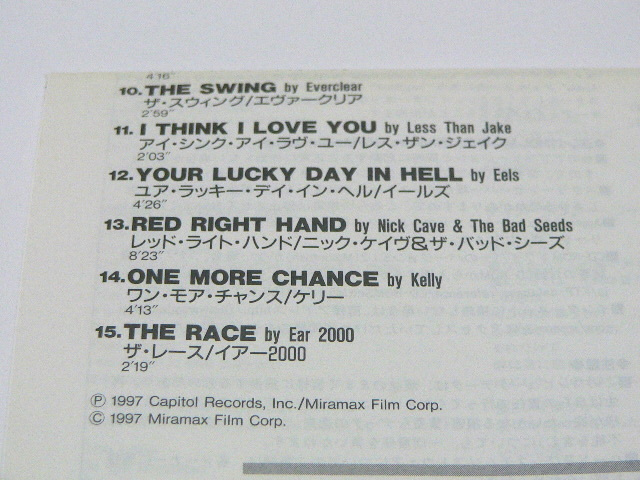 4'16"
10. THE SWING by Everclear
ザ・スウィング/エヴァークリア
2'59"
11. I THINK I LOVE YOU by Less Than Jake
アイ・シンク・アイ・ラヴ・ユー/レス・ザン・ジェイク
2'03"
12. YOUR LUCKY DAY IN HELL by Eels
ユア・ラッキー・デイ・イン・ヘル/イールズ
4'26"
13. RED RIGHT HAND by Nick Cave & The Bad Seeds
レッド・ライト・ハンド/ニック・ケイヴ&ザ・バッド・シーズ
8'23"
14. ONE MORE CHANCE by Kelly
ワン・モア・チャンス/ケリー
4'13"
15. THE RACE by Ear 2000
ザ・レース/イアー2000
2'19"
Ⓟ 1997 Capitol Records, Inc./Miramax Film Corp.
© 1997 Miramax Film Corp.